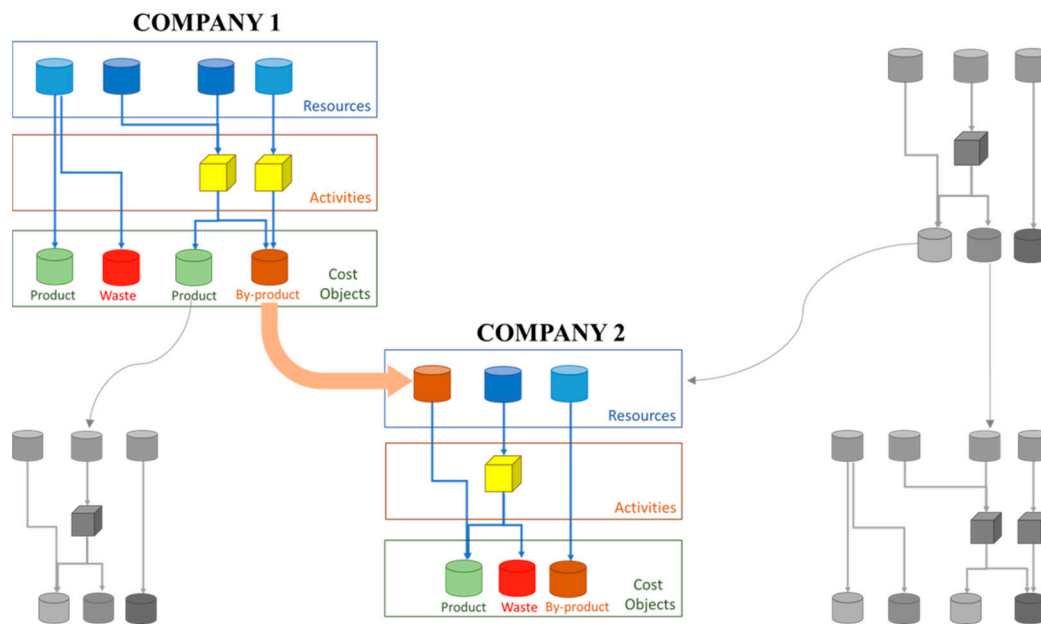 COMPANY 1
Resources
Activities
Product
Waste
Product
By-product
Cost
Objects
COMPANY 2
Resources
Activities
Product
Waste
By-product
Cost
Objects